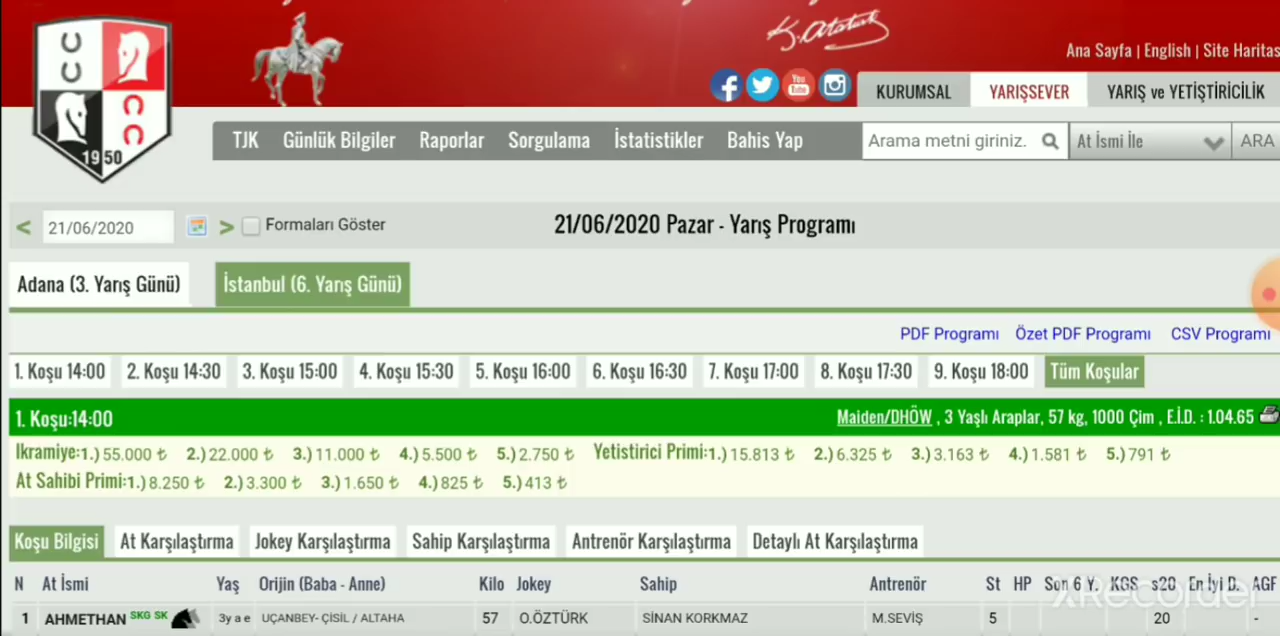 K. Atatürk
Ana Sayfa | English | Site Haritas
C C
C C
1950
You
Tube
KURUMSAL YARIŞSEVER YARIŞ ve YETİŞTİRİCİLİK
TJK Günlük Bilgiler Raporlar Sorgulama İstatistikler Bahis Yap Arama metni giriniz. At İsmi İle ARA
< 21/06/2020 > Formaları Göster 21/06/2020 Pazar - Yarış Programı
Adana (3. Yarış Günü) İstanbul (6. Yarış Günü)
PDF Programı Özet PDF Programı CSV Programı
1. Koşu 14:00 2. Koşu 14:30 3. Koşu 15:00 4. Koşu 15:30 5. Koşu 16:00 6. Koşu 16:30 7. Koşu 17:00 8. Koşu 17:30 9. Koşu 18:00 Tüm Koşular
1. Koşu:14:00 Maiden/DHÖW , 3 Yaşlı Araplar, 57 kg, 1000 Çim , E.İ.D. : 1.04.65
Ikramiye:1.) 55.000 ₺ 2.) 22.000 ₺ 3.) 11.000 ₺ 4.) 5.500 ₺ 5.) 2.750 ₺ Yetistirici Primi:1.) 15.813 ₺ 2.) 6.325 ₺ 3.) 3.163 ₺ 4.) 1.581 ₺ 5.) 791 ₺
At Sahibi Primi:1.) 8.250 ₺ 2.) 3.300 ₺ 3.) 1.650 ₺ 4.) 825 ₺ 5.) 413 ₺
Koşu Bilgisi At Karşılaştırma Jokey Karşılaştırma Sahip Karşılaştırma Antrenör Karşılaştırma Detaylı At Karşılaştırma
N At İsmi Yaş Orijin (Baba - Anne) Kilo Jokey Sahip Antrenör St HP Son 6 Y. KGS s20 En İyi D. AGF
XRecorder
1 AHMETHAN SKG SK 3y a e UÇANBEY- ÇİSİL / ALTAHA 57 O.ÖZTÜRK SİNAN KORKMAZ M.SEVİŞ 5 20 -